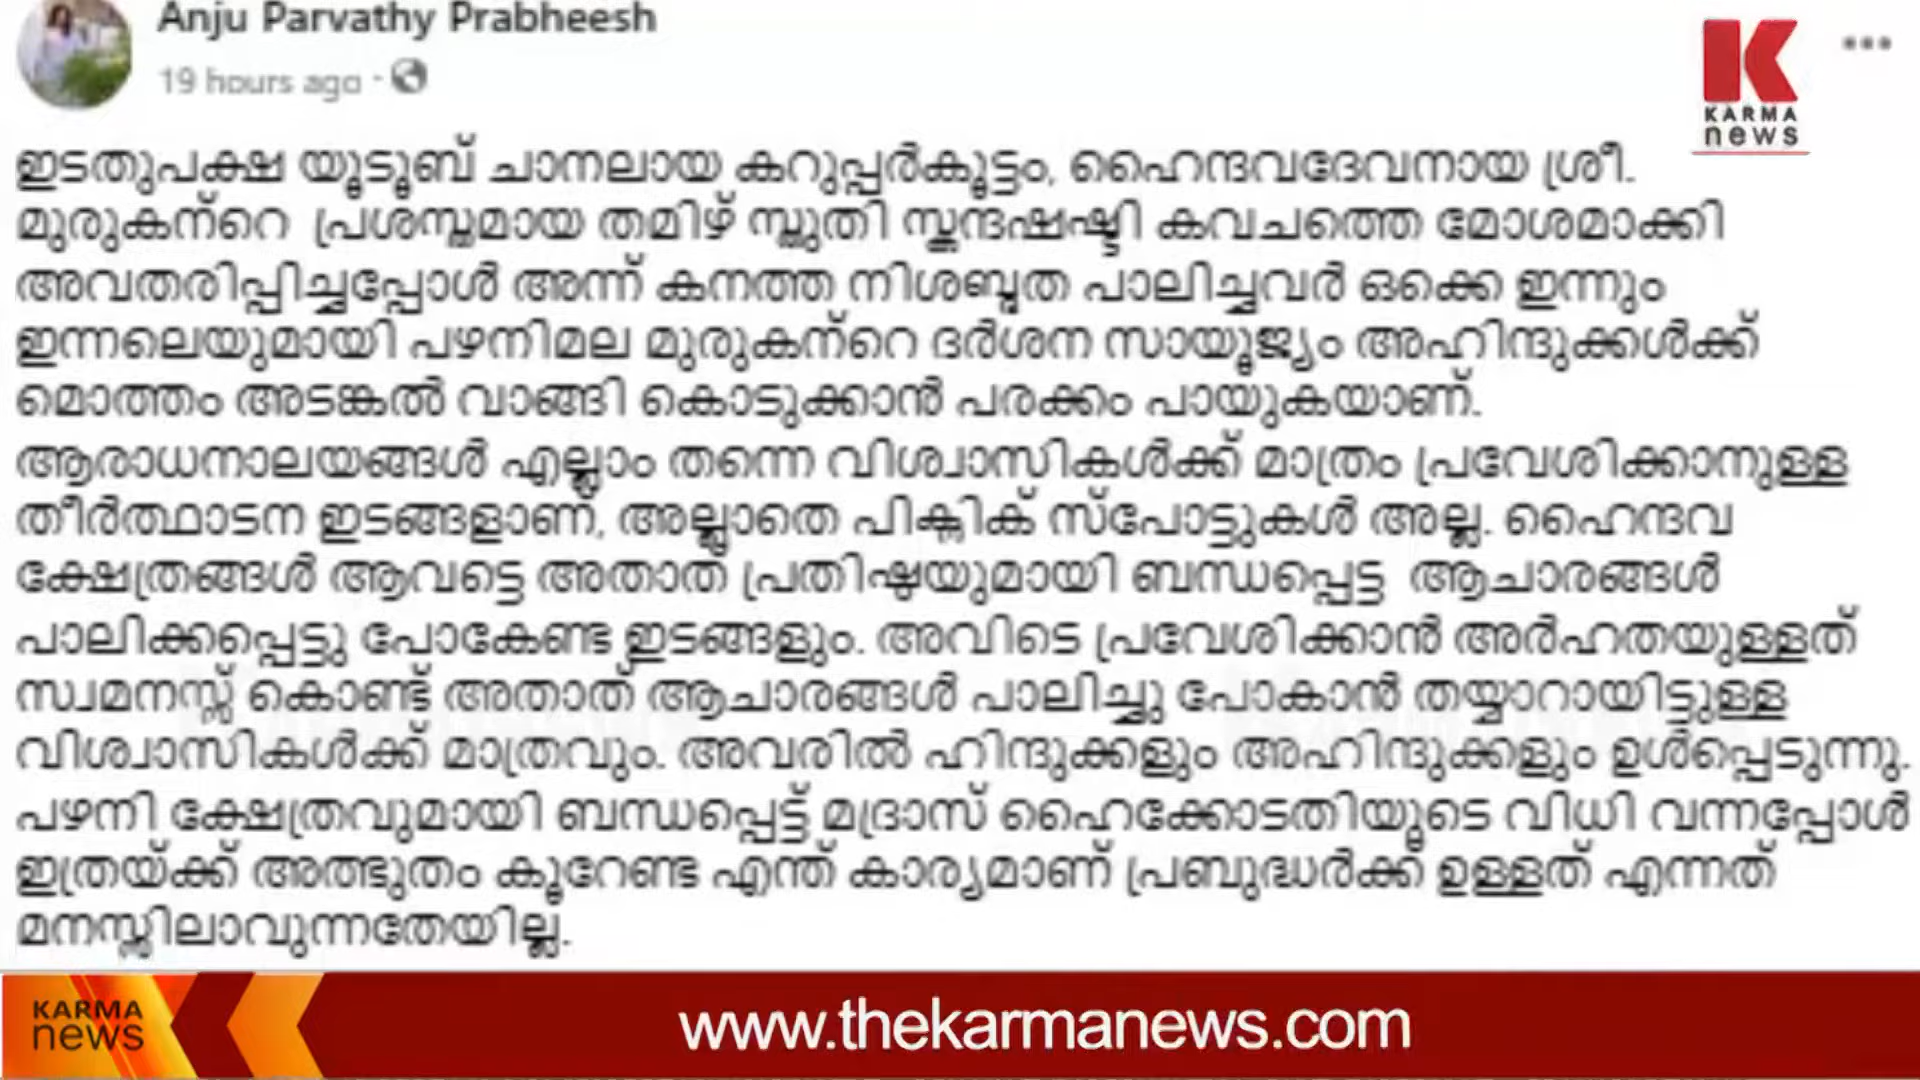 Anju Parvathy Prabheesh
19 hours ago ·
K
KARMA
news
ഇടതുപക്ഷ യൂടൂബ് ചാനലായ കറുപ്പർകൂട്ടം, ഹൈന്ദവദേവനായ ശ്രീ.
മുരുകന്റെ പ്രശസ്തമായ തമിഴ് സ്തുതി സ്കന്ദഷഷ്ടി കവചത്തെ മോശമാക്കി
അവതരിപ്പിച്ചപ്പോൾ അന്ന് കനത്ത നിശബ്ദത പാലിച്ചവർ ഒക്കെ ഇന്നും
ഇന്നലെയുമായി പഴനിമല മുരുകന്റെ ദർശന സായൂജ്യം അഹിന്ദുക്കൾക്ക്
മൊത്തം അടങ്കൽ വാങ്ങി കൊടുക്കാൻ പരക്കം പായുകയാണ്.
ആരാധനാലയങ്ങൾ എല്ലാം തന്നെ വിശ്വാസികൾക്ക് മാത്രം പ്രവേശിക്കാനുള്ള
തീർത്ഥാടന ഇടങ്ങളാണ്, അല്ലാതെ പിക്നിക് സ്പോട്ടുകൾ അല്ല. ഹൈന്ദവ
ക്ഷേത്രങ്ങൾ ആവട്ടെ അതാത് പ്രതിഷ്ഠയുമായി ബന്ധപ്പെട്ട ആചാരങ്ങൾ
പാലിക്കപ്പെട്ടു പോകേണ്ട ഇടങ്ങളും. അവിടെ പ്രവേശിക്കാൻ അർഹതയുള്ളത്
സ്വമനസ്സ് കൊണ്ട് അതാത് ആചാരങ്ങൾ പാലിച്ചു പോകാൻ തയ്യാറായിട്ടുള്ള
വിശ്വാസികൾക്ക് മാത്രവും. അവരിൽ ഹിന്ദുക്കളും അഹിന്ദുക്കളും ഉൾപ്പെടുന്നു.
പഴനി ക്ഷേത്രവുമായി ബന്ധപ്പെട്ട് മദ്രാസ് ഹൈക്കോടതിയൂടെ വിധി വന്നപ്പോൾ
ഇത്രയ്ക്ക് അത്ഭുതം കൂറേണ്ട എന്ത് കാര്യമാണ് പ്രബുദ്ധർക്ക് ഉള്ളത് എന്നത്
മനസ്സിലാവുന്നതേയില്ല.
KARMA
news
www.thekarmanews.com